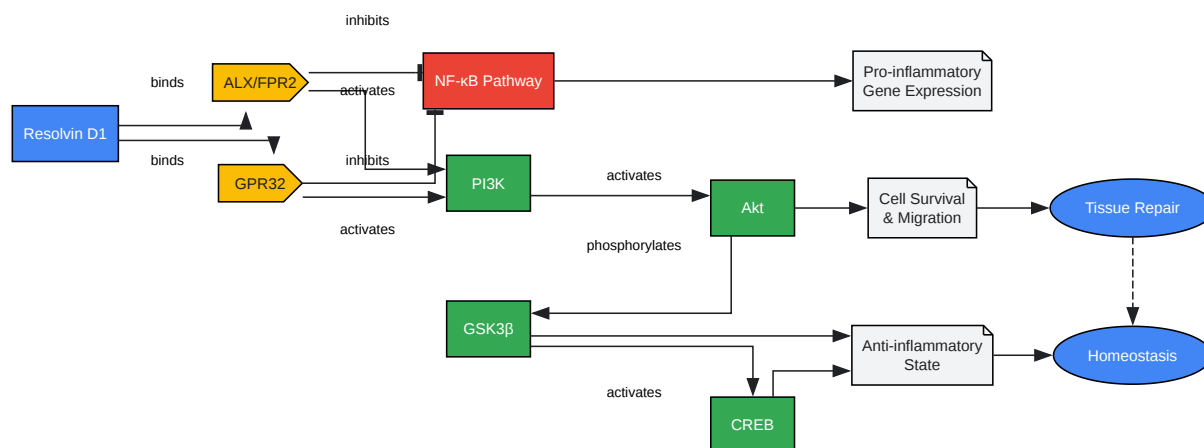 inhibits
binds
ALX/FPR2
NF-κB Pathway
Pro-inflammatory
Gene Expression
activates
Resolvin D1
binds
inhibits
GPR32
PI3K
activates
Akt
Cell Survival
& Migration
Tissue Repair
activates
phosphorylates
GSK3β
Anti-inflammatory
State
Homeostasis
activates
CREB